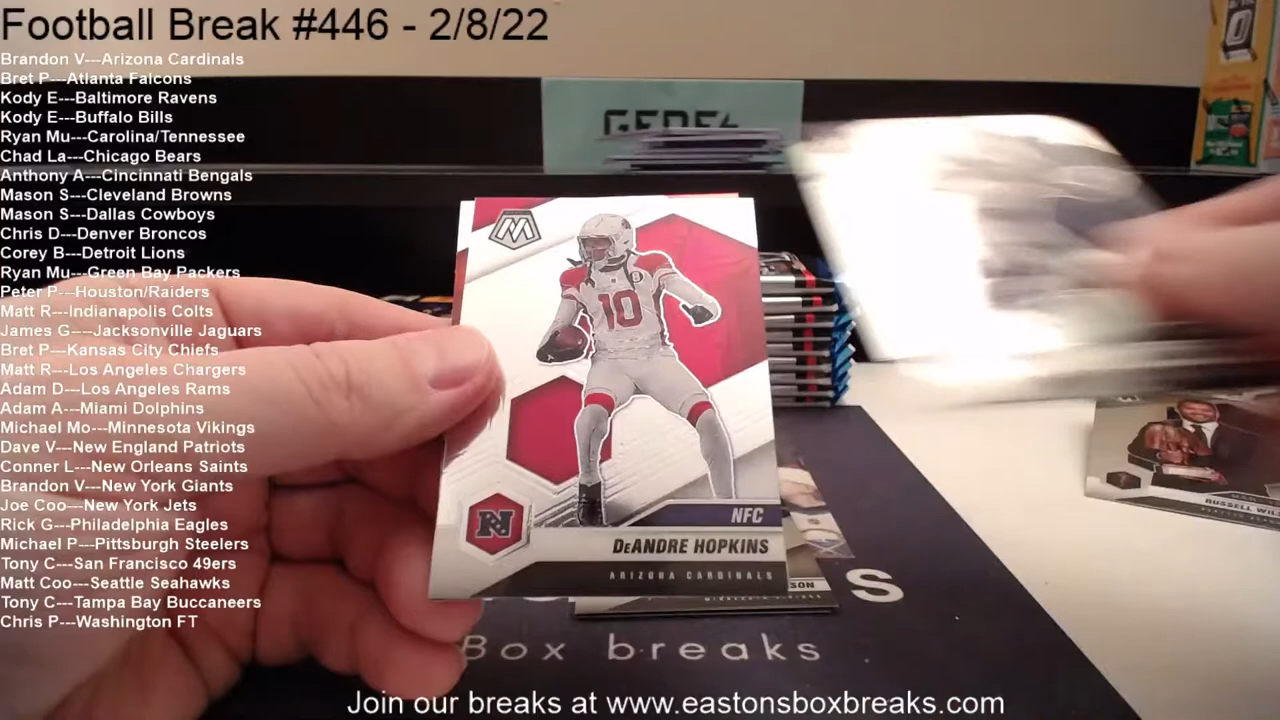 Football Break #446 - 2/8/22
Brandon V---Arizona Cardinals
Bret P---Atlanta Falcons
Kody E---Baltimore Ravens
Kody E---Buffalo Bills
Ryan Mu---Carolina/Tennessee
Chad La---Chicago Bears
Anthony A---Cincinnati Bengals
Mason S---Cleveland Browns
Mason S---Dallas Cowboys
Chris D---Denver Broncos
Corey B---Detroit Lions
Ryan Mu---Green Bay Packers
Peter P---Houston/Raiders
Matt R---Indianapolis Colts
James G----Jacksonville Jaguars
Bret P---Kansas City Chiefs
Matt R---Los Angeles Chargers
Adam D---Los Angeles Rams
Adam A---Miami Dolphins
Michael Mo---Minnesota Vikings
Dave V---New England Patriots
Conner L---New Orleans Saints
Brandon V---New York Giants
Joe Coo---New York Jets
Rick G---Philadelphia Eagles
Michael P---Pittsburgh Steelers
Tony C---San Francisco 49ers
Matt Coo---Seattle Seahawks
Tony C---Tampa Bay Buccaneers
Chris P---Washington FT
M
10
N
NFC
DeANDRE HOPKINS
ARIZONA CARDINALS
RUSSELL WIL
SON
S
Box breaks
Join our breaks at www.eastonsboxbreaks.com